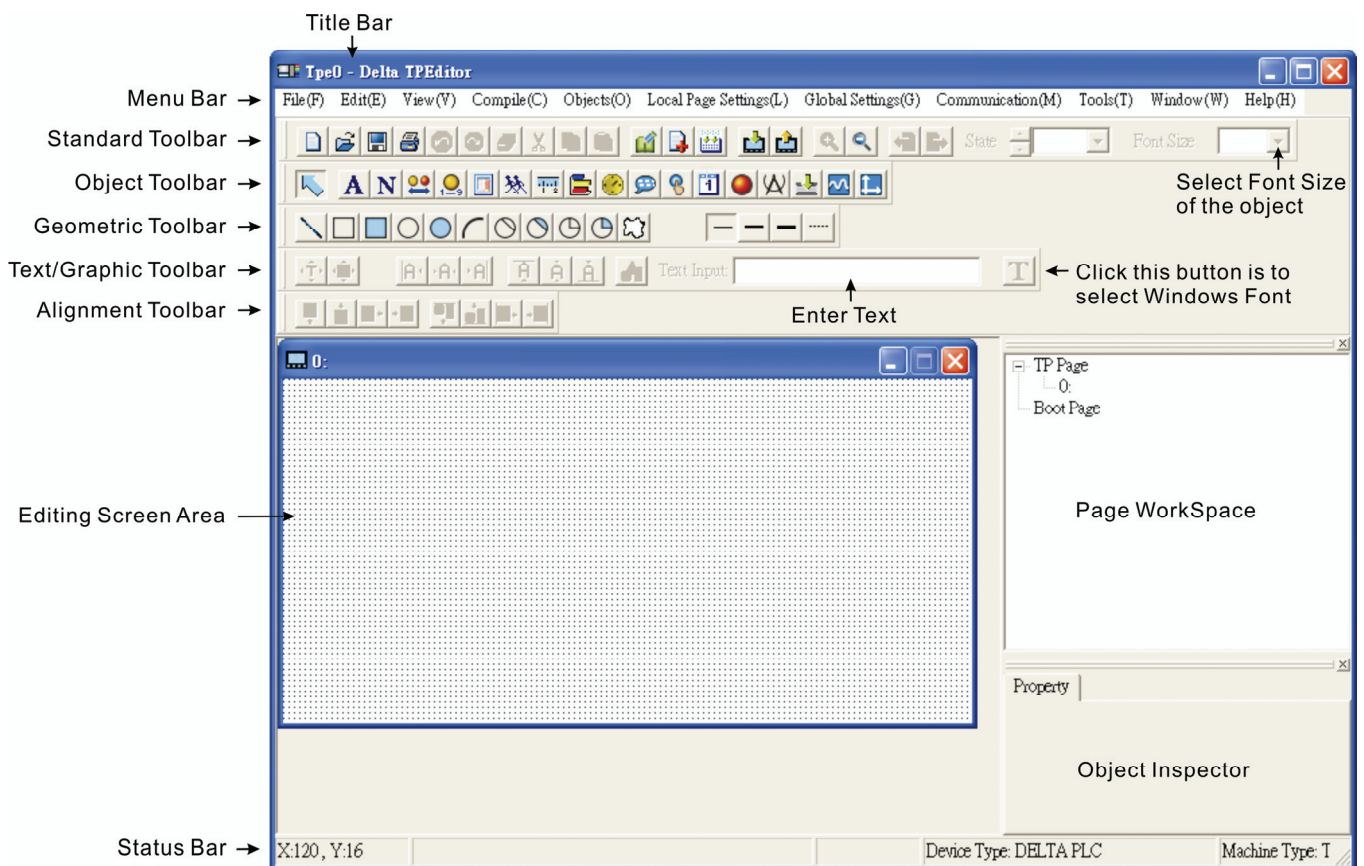 Title Bar
Tpe0 - Delta TPEditor
Menu Bar
File(F) Edit(E) View(V) Compile(C) Objects(O) Local Page Settings(L) Global Settings(G) Communication(M) Tools(T) Window(W) Help(H)
Standard Toolbar
State Font Size
Object Toolbar
A N
Select Font Size
of the object
Geometric Toolbar
Text/Graphic Toolbar
Text Input:
T
Click this button is to
select Windows Font
Enter Text
Alignment Toolbar
0:
TP Page
0:
Boot Page
Editing Screen Area
Page WorkSpace
Property
Object Inspector
Status Bar
X:120, Y:16 Device Type: DELTA PLC Machine Type: T